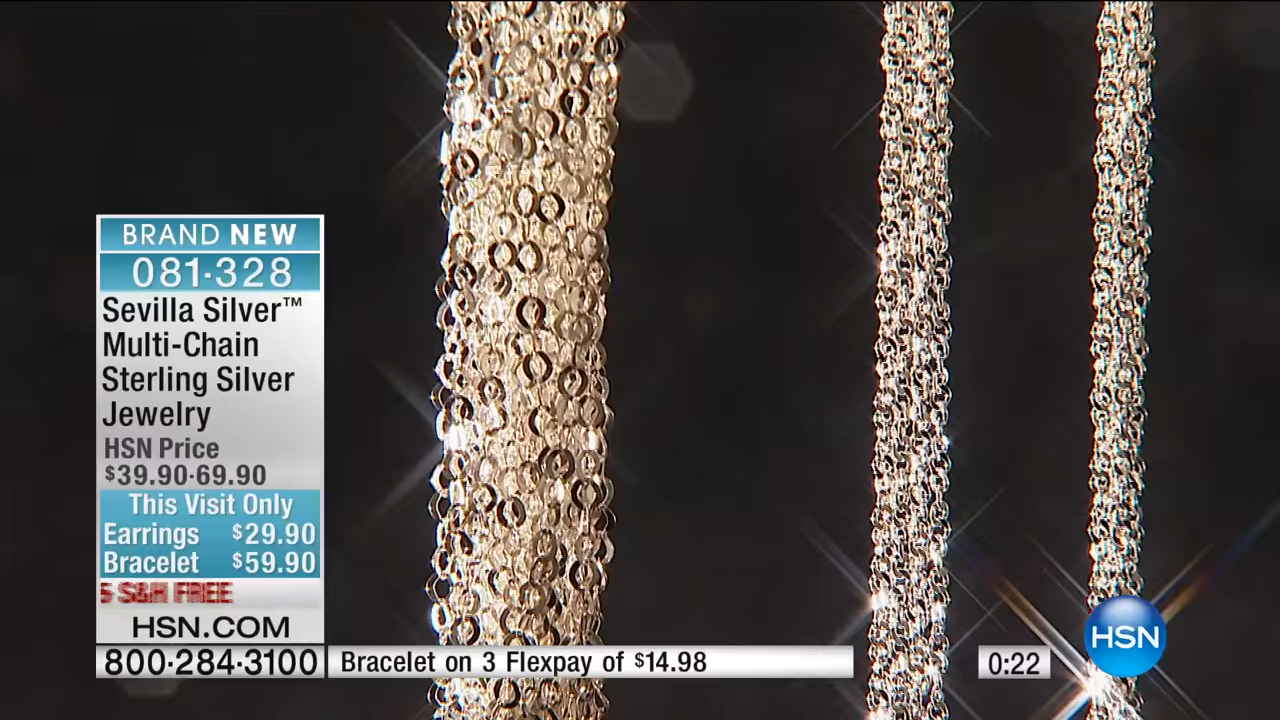 BRAND NEW
081·328
Sevilla Silver™
Multi-Chain
Sterling Silver
Jewelry
HSN Price
$39.90-69.90
This Visit Only
Earrings $29.90
Bracelet $59.90
S&H FREE
HSN.COM
800·284·3100
Bracelet on 3 Flexpay of $14.98
0:22
HSN